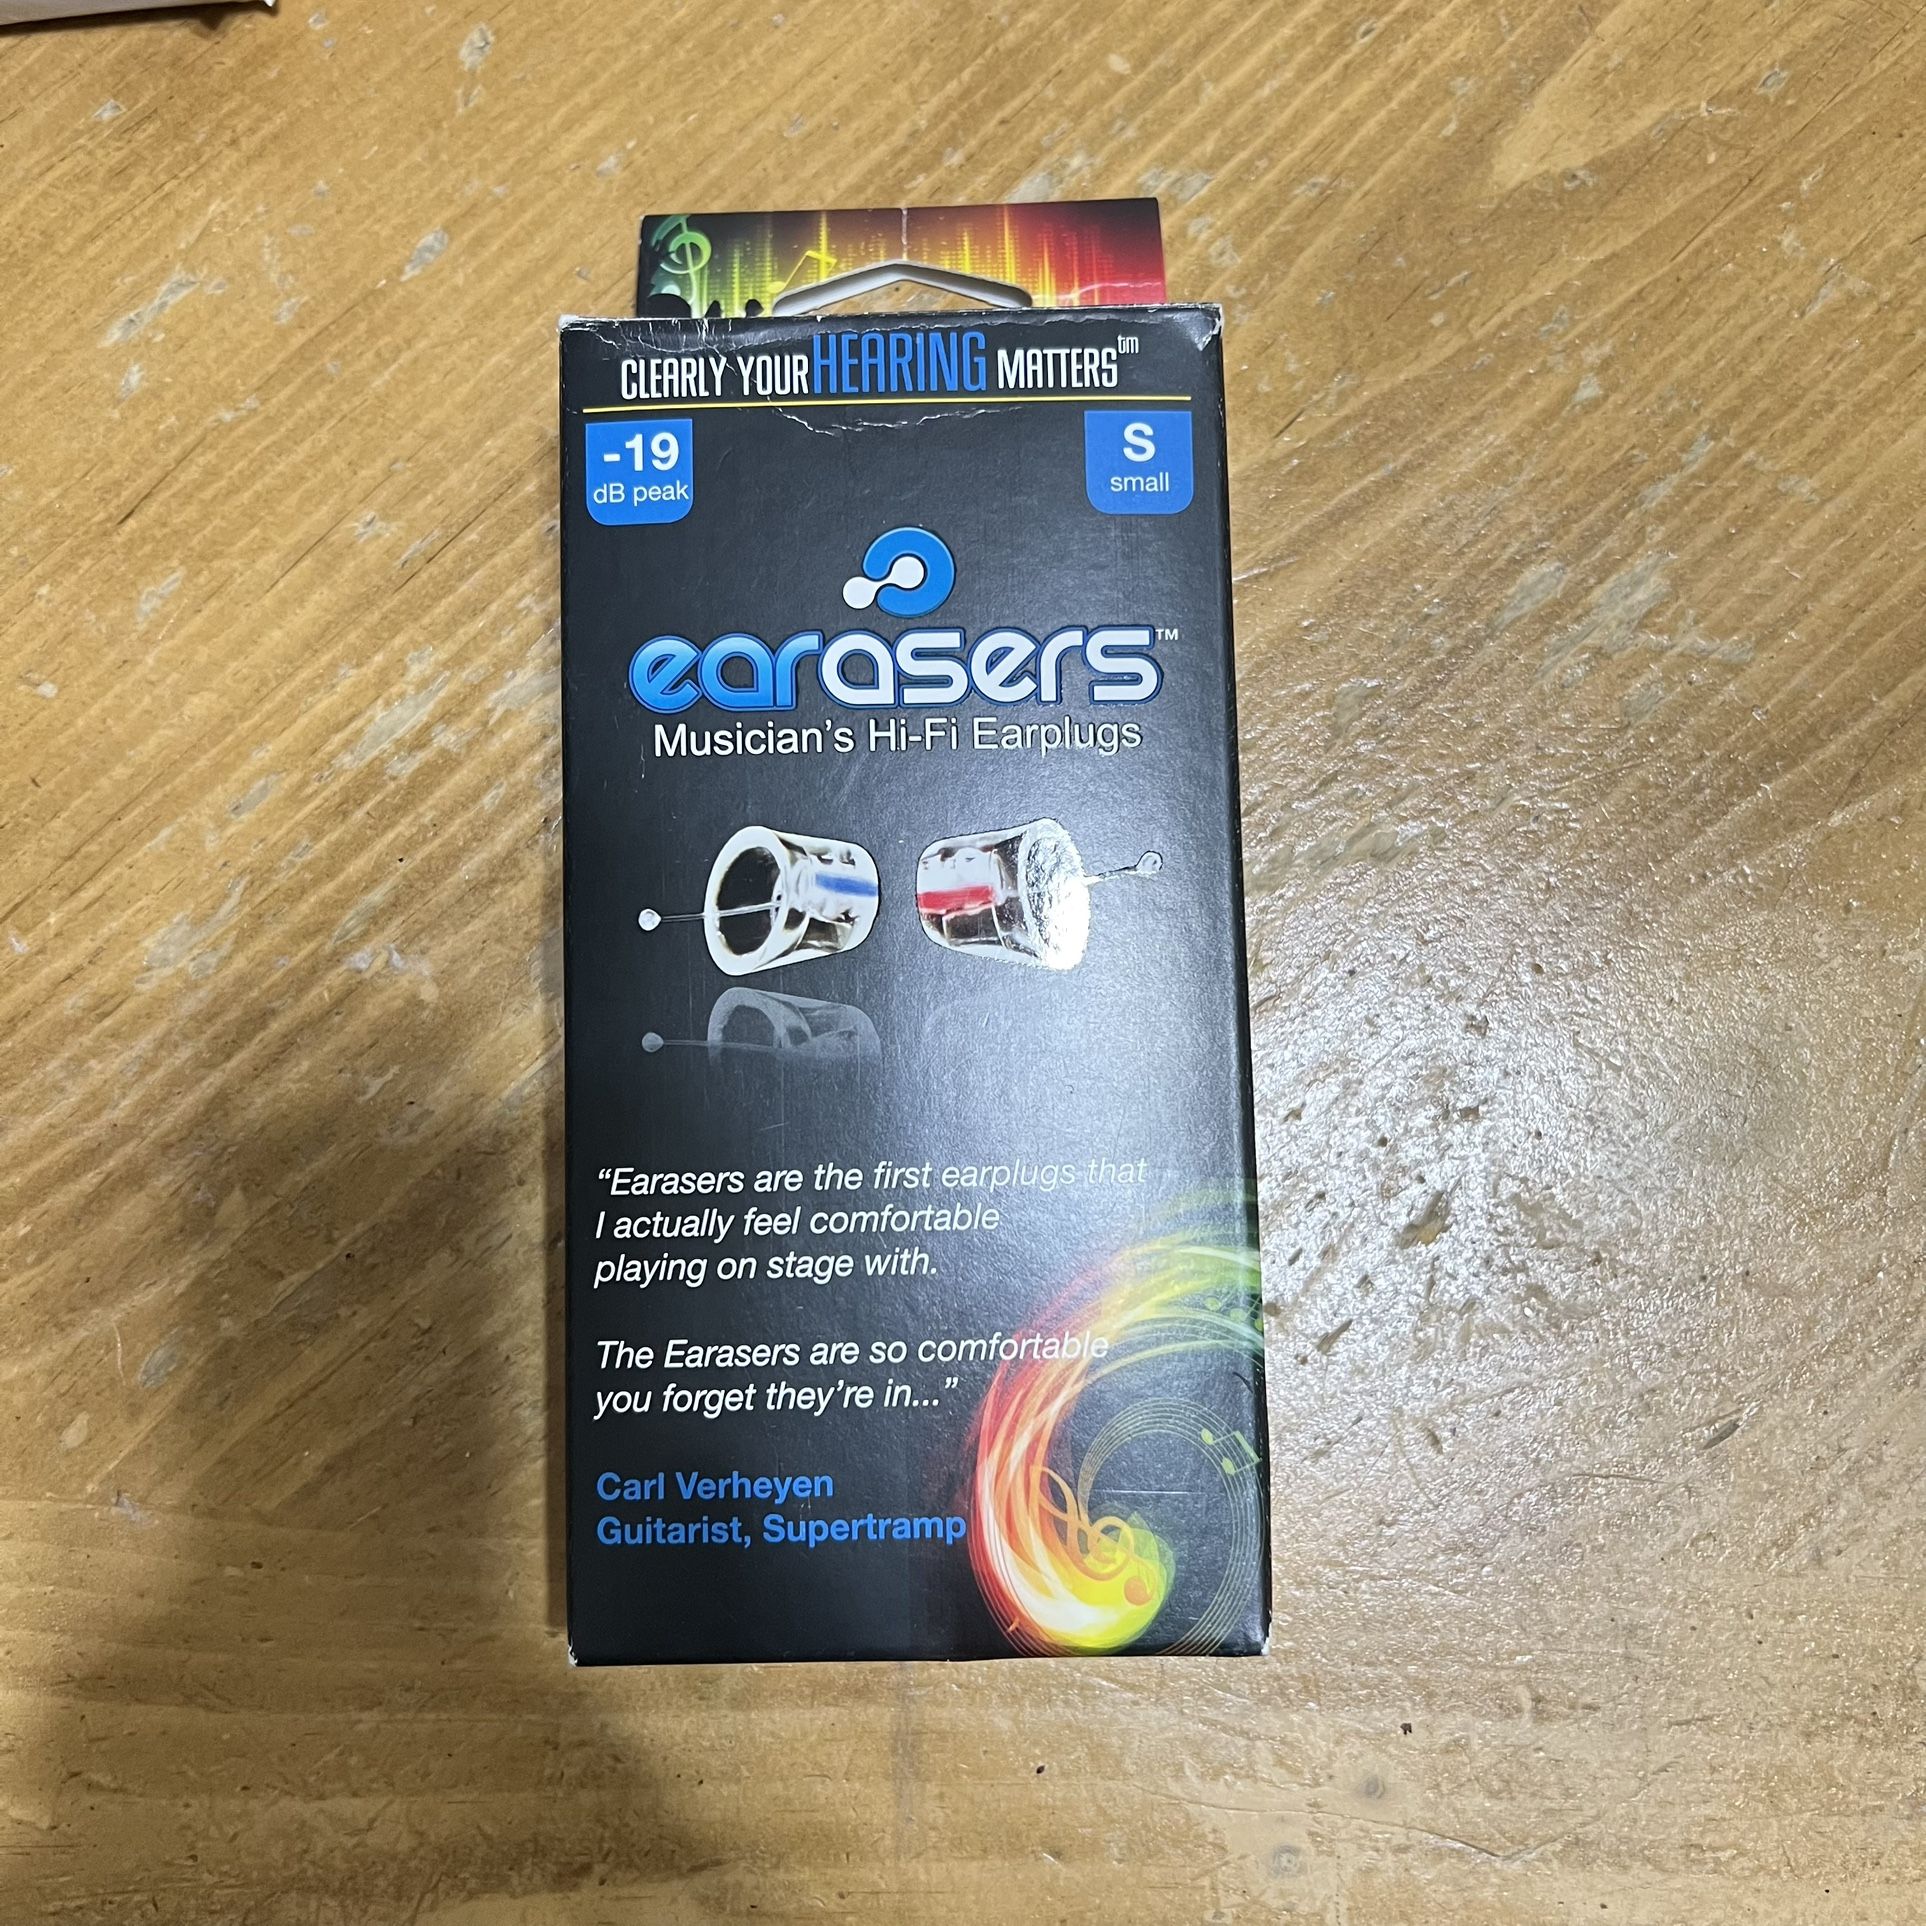 CLEARLY YOUR HEARING MATTERS™
-19
dB peak
S
small
earasers™
Musician's Hi-Fi Earplugs
“Earasers are the first earplugs that
I actually feel comfortable
playing on stage with.
The Earasers are so comfortable
you forget they're in...”
Carl Verheyen
Guitarist, Supertramp